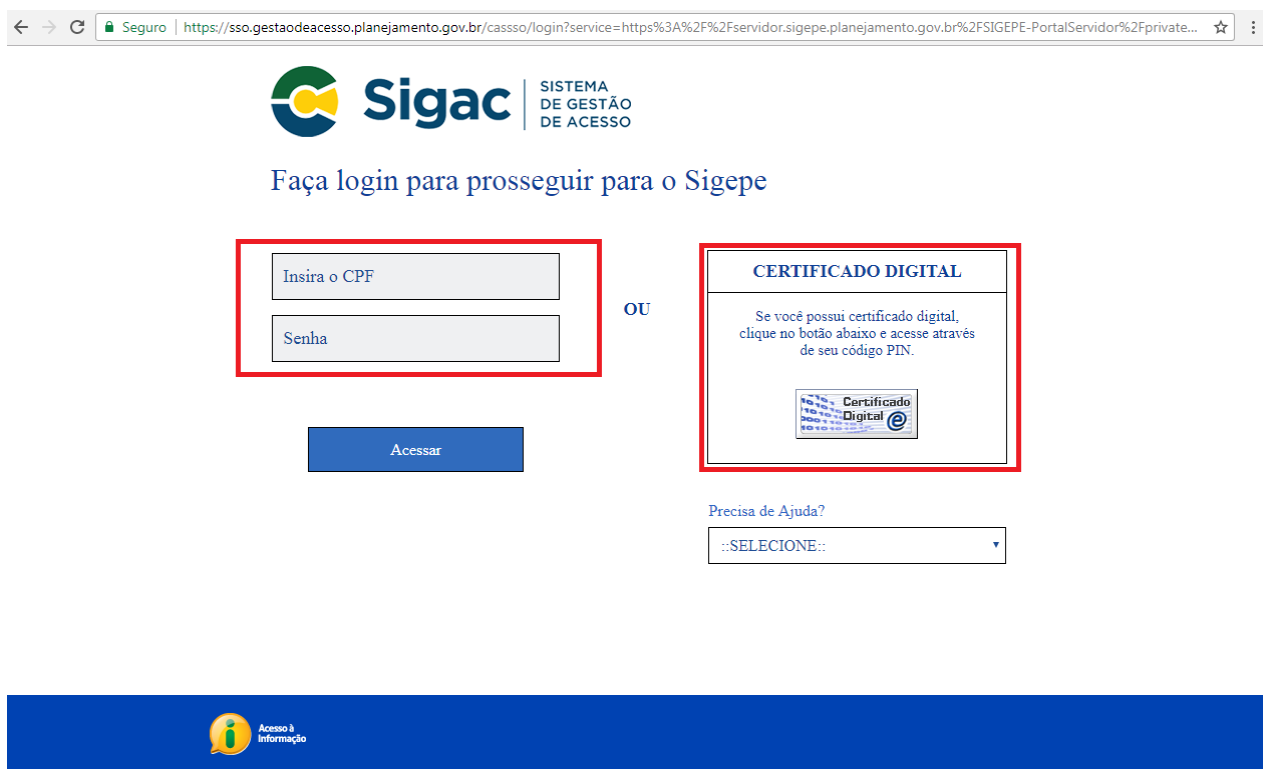 Seguro | https://sso.gestaodeacesso.planejamento.gov.br/cassso/login?service=https%3A%2F%2Fservidor.sigepe.planejamento.gov.br%2FSIGEPE-PortalServidor%2Fprivate...
Sigac
SISTEMA
DE GESTÃO
DE ACESSO
Faça login para prosseguir para o Sigepe
Insira o CPF
Senha
Acessar
OU
CERTIFICADO DIGITAL
Se você possui certificado digital,
clique no botão abaixo e acesse através
de seu código PIN.
Certificado
Digital
Precisa de Ajuda?
::SELECIONE::
Acesso à
Informação